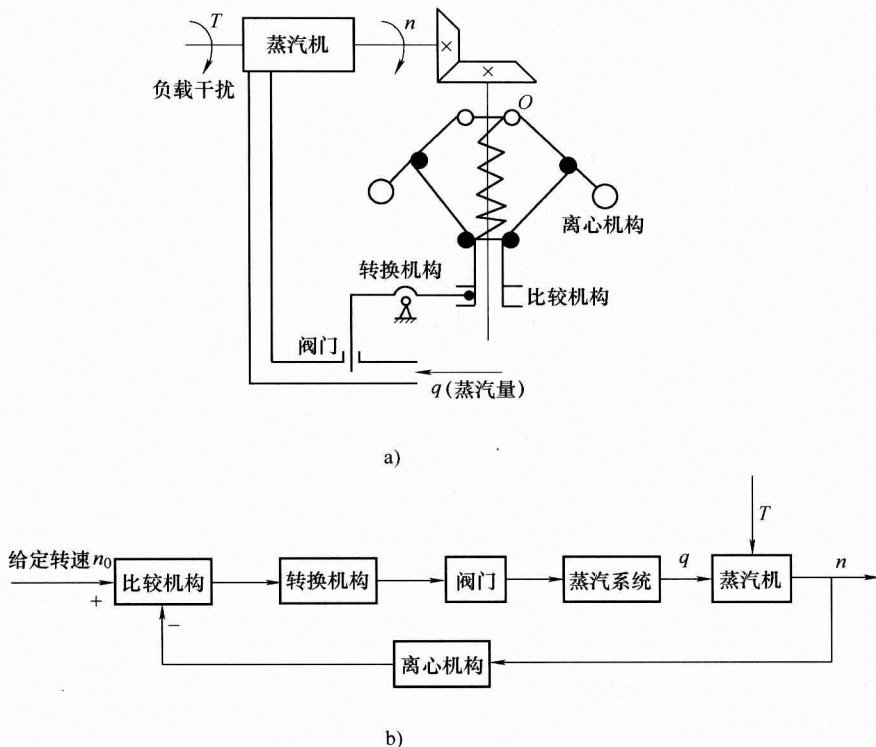 T
n
蒸汽机
负载干扰
O
离心机构
转换机构
比较机构
阀门
q(蒸汽量)
a)
T
给定转速n₀
q
n
比较机构
转换机构
阀门
蒸汽系统
蒸汽机
+
−
离心机构
b)